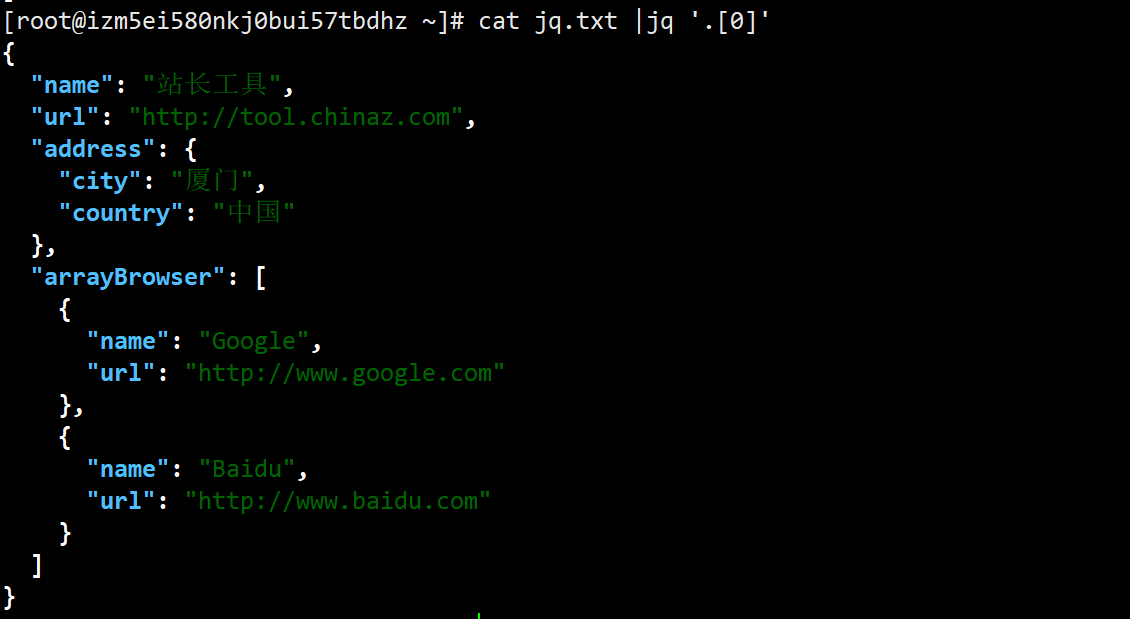 [root@izm5ei580nkj0bui57tbdhz ~]# cat jq.txt |jq '.[0]'
{
  "name": "站长工具",
  "url": "http://tool.chinaz.com",
  "address": {
    "city": "厦门",
    "country": "中国"
  },
  "arrayBrowser": [
    {
      "name": "Google",
      "url": "http://www.google.com"
    },
    {
      "name": "Baidu",
      "url": "http://www.baidu.com"
    }
  ]
}